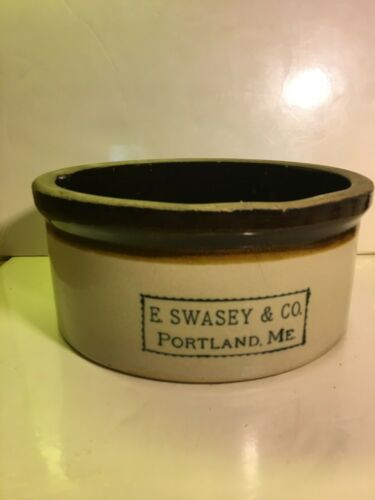 E. SWASEY & CO.
PORTLAND, ME.